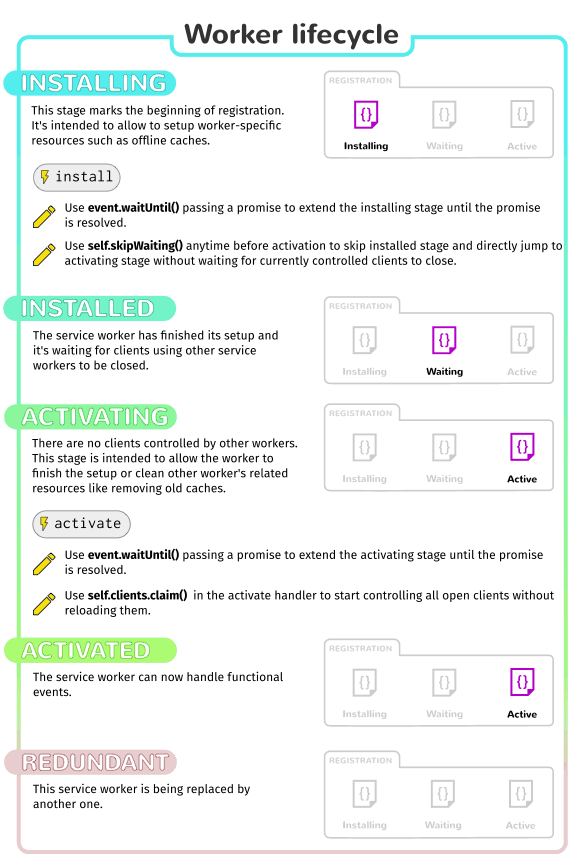 Worker lifecycle
INSTALLING
This stage marks the beginning of registration.
It's intended to allow to setup worker-specific
resources such as offline caches.
REGISTRATION
{} {} {}
Installing Waiting Active
install
Use event.waitUntil() passing a promise to extend the installing stage until the promise
is resolved.
Use self.skipWaiting() anytime before activation to skip installed stage and directly jump to
activating stage without waiting for currently controlled clients to close.
INSTALLED
The service worker has finished its setup and
it's waiting for clients using other service
workers to be closed.
REGISTRATION
{} {} {}
Installing Waiting Active
ACTIVATING
There are no clients controlled by other workers.
This stage is intended to allow the worker to
finish the setup or clean other worker's related
resources like removing old caches.
REGISTRATION
{} {} {}
Installing Waiting Active
activate
Use event.waitUntil() passing a promise to extend the activating stage until the promise
is resolved.
Use self.clients.claim() in the activate handler to start controlling all open clients without
reloading them.
ACTIVATED
The service worker can now handle functional
events.
REGISTRATION
{} {} {}
Installing Waiting Active
REDUNDANT
This service worker is being replaced by
another one.
REGISTRATION
{} {} {}
Installing Waiting Active